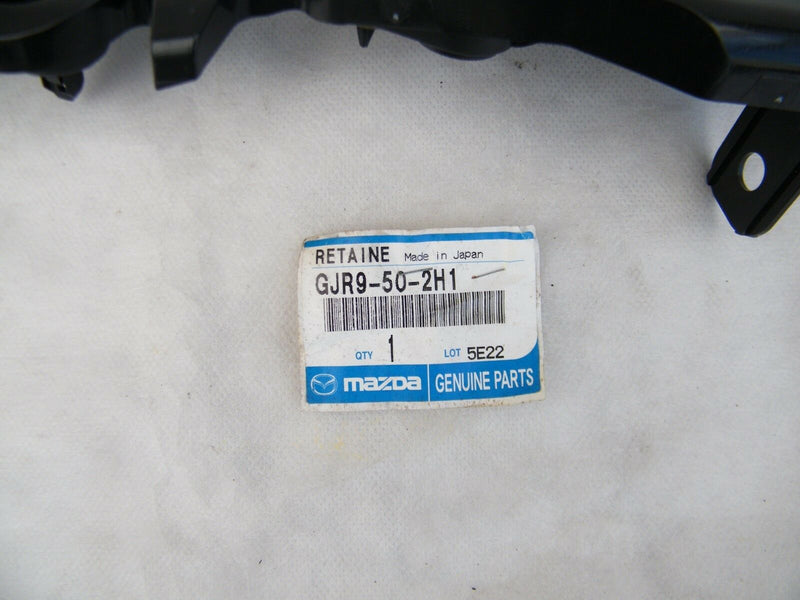 RETAINE Made in Japan
GJR9-50-2H1
QTY 1 LOT 5E22
mazda GENUINE PARTS